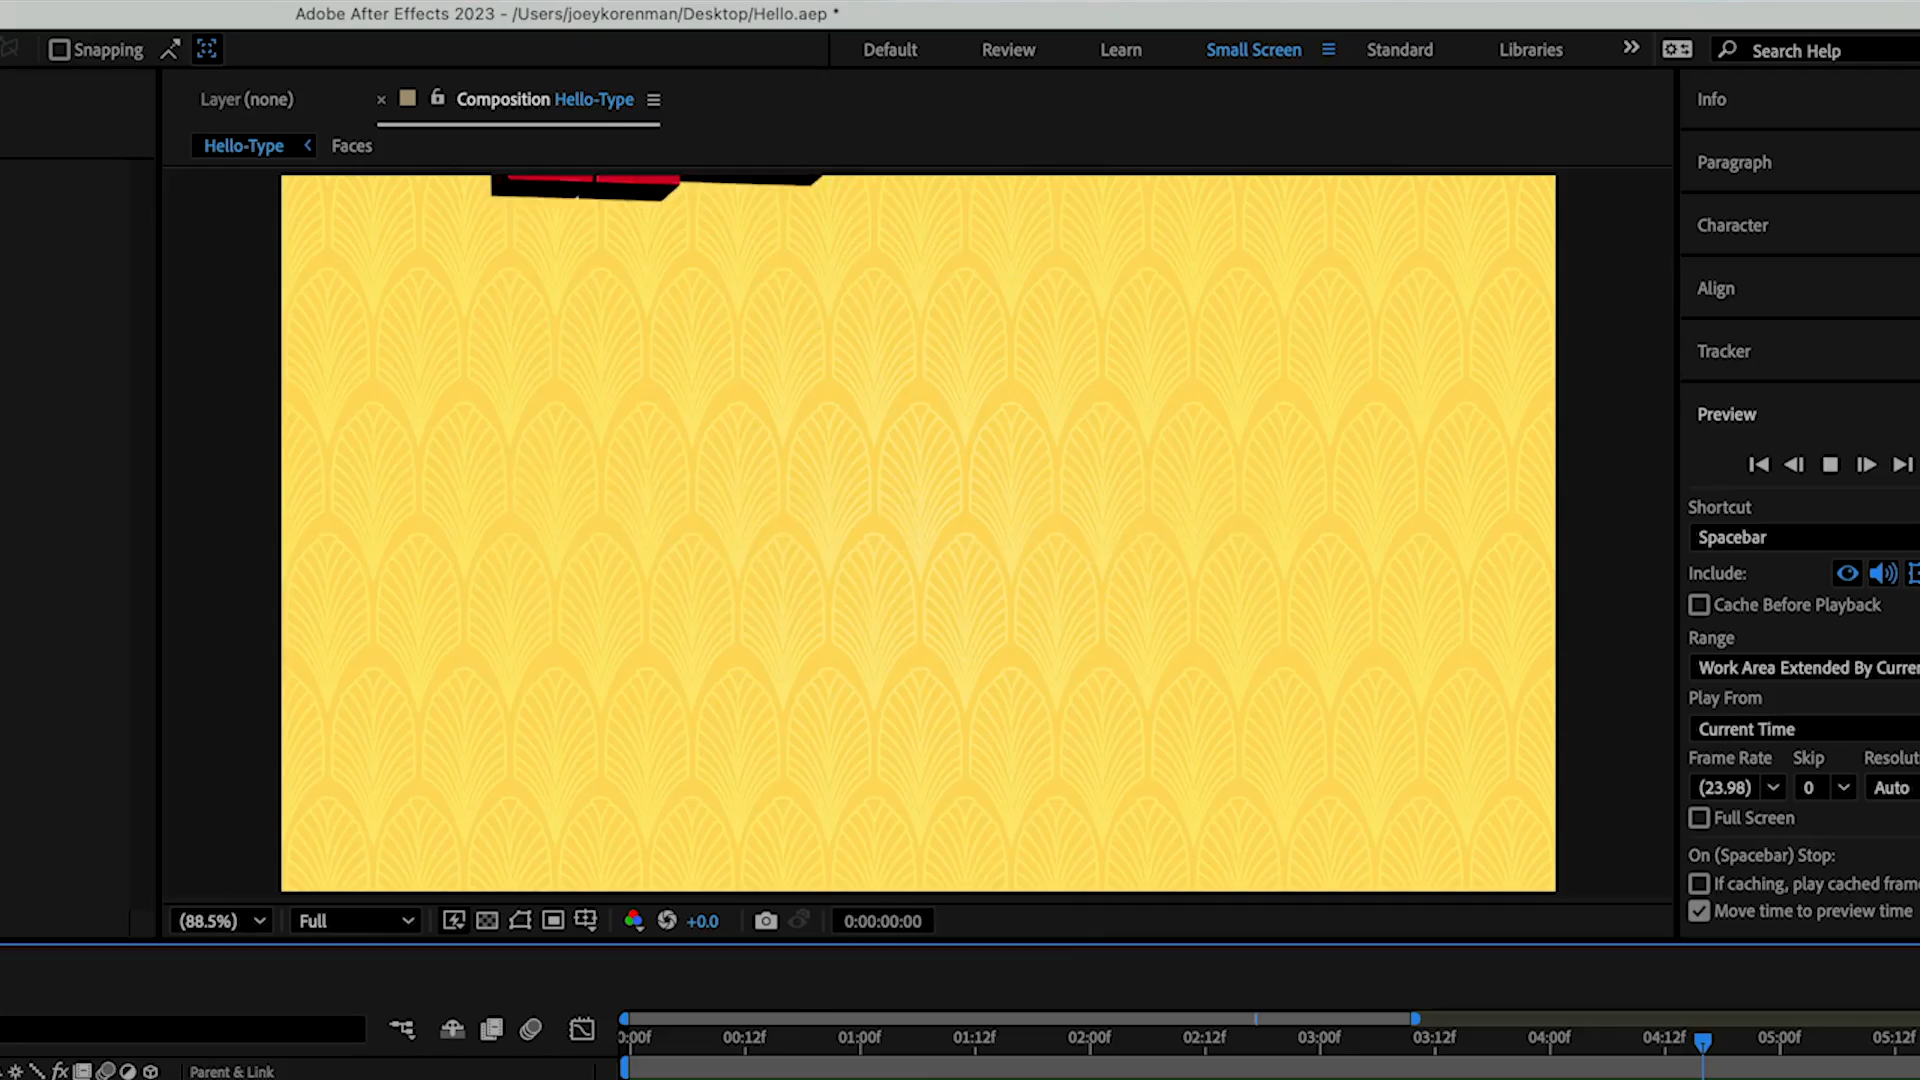 Adobe After Effects 2023 - /Users/joeykorenman/Desktop/Hello.aep *
Snapping
Default Review Learn Small Screen Standard Libraries Search Help
Layer (none)
Composition Hello-Type
Hello-Type Faces
Info
Paragraph
Character
Align
Tracker
Preview
Shortcut
Spacebar
Include:
Cache Before Playback
Range
Work Area Extended By Curre
Play From
Current Time
Frame Rate Skip Resolut
(23.98) 0 Auto
Full Screen
On (Spacebar) Stop:
If caching, play cached fram
Move time to preview time
(88.5%) Full +0.0 0:00:00:00
0:00f 00:12f 01:00f 01:12f 02:00f 02:12f 03:00f 03:12f 04:00f 04:12f 05:00f 05:12f
fx Parent & Link